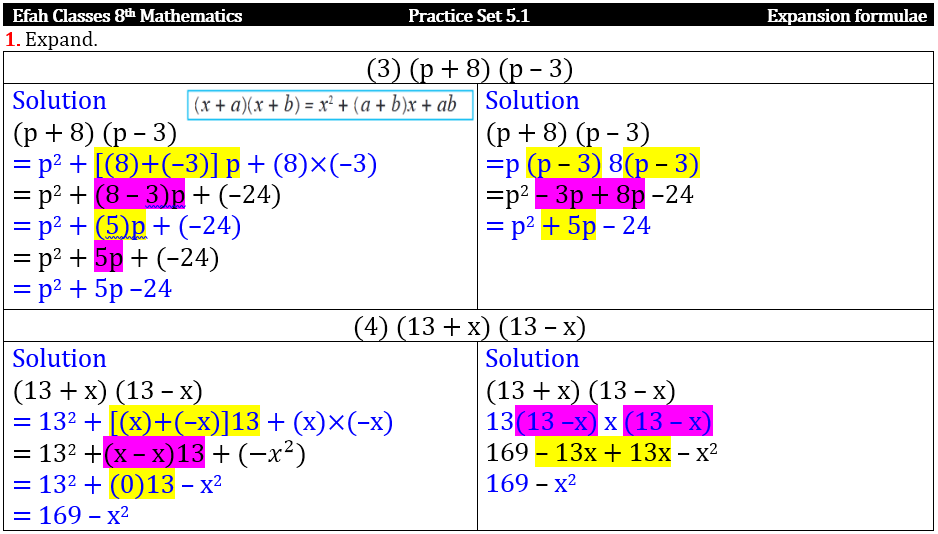 Efah Classes 8th Mathematics Practice Set 5.1 Expansion formulae
1. Expand.
(3) (p + 8) (p – 3)
Solution
(x + a)(x + b) = x² + (a + b)x + ab
(p + 8) (p – 3)
= p² + [(8)+(–3)] p + (8)×(–3)
= p² + (8 – 3)p + (–24)
= p² + (5)p + (–24)
= p² + 5p + (–24)
= p² + 5p –24
Solution
(p + 8) (p – 3)
=p (p – 3) 8(p – 3)
=p² – 3p + 8p –24
= p² + 5p – 24
(4) (13 + x) (13 – x)
Solution
(13 + x) (13 – x)
= 13² + [(x)+(–x)]13 + (x)×(–x)
= 13² +(x – x)13 + (−x²)
= 13² + (0)13 – x²
= 169 – x²
Solution
(13 + x) (13 – x)
13(13 –x) x (13 – x)
169 – 13x + 13x – x²
169 – x²